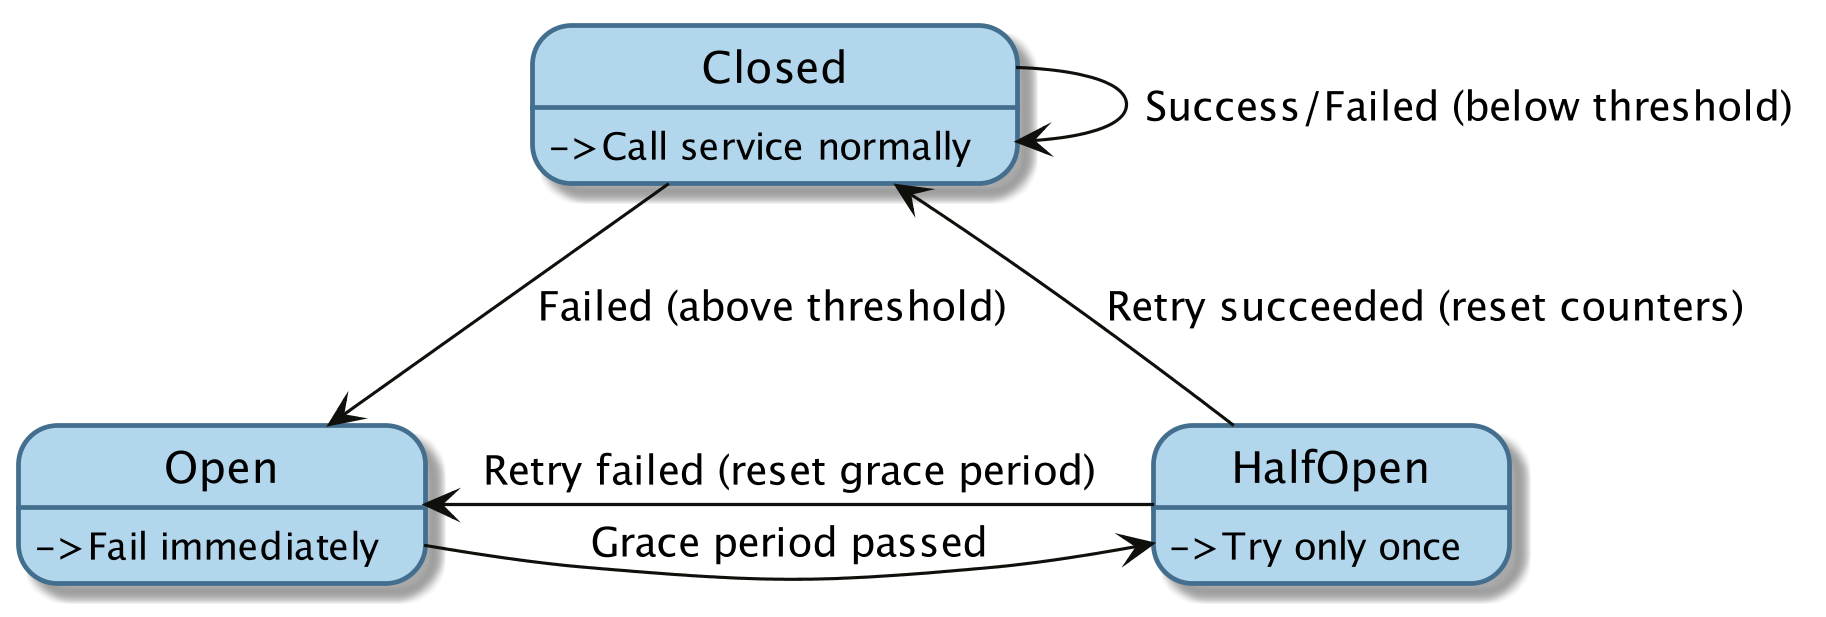 Closed
->Call service normally
Success/Failed (below threshold)
Failed (above threshold)
Retry succeeded (reset counters)
Open
->Fail immediately
Retry failed (reset grace period)
Grace period passed
HalfOpen
->Try only once